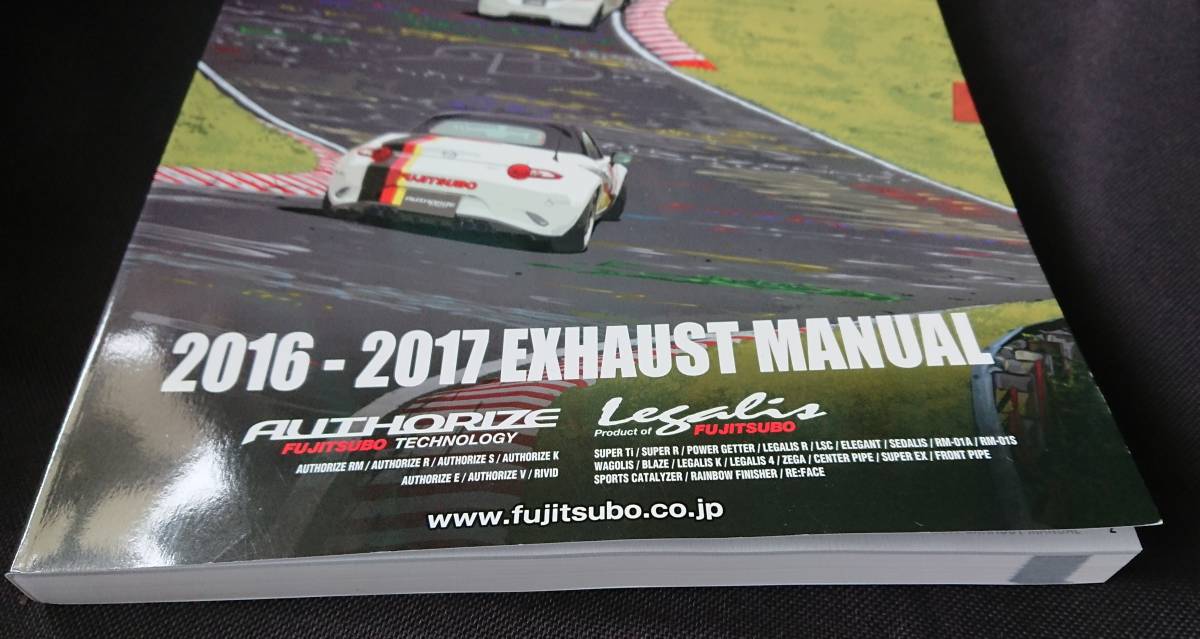 FUJITSUBO
AUTHORIZE
2016 - 2017 EXHAUST MANUAL
AUTHORIZE
FUJITSUBO TECHNOLOGY
AUTHORIZE RM / AUTHORIZE R / AUTHORIZE S / AUTHORIZE K
AUTHORIZE E / AUTHORIZE V / RIVID
Legalis
Product of FUJITSUBO
SUPER Ti / SUPER R / POWER GETTER / LEGALIS R / LSC / ELEGANT / SEDALIS / RM-01A / RM-01S
WAGOLIS / BLAZE / LEGALIS K / LEGALIS 4 / ZEGA / CENTER PIPE / SUPER EX / FRONT PIPE
SPORTS CATALYZER / RAINBOW FINISHER / RE:FACE
www.fujitsubo.co.jp